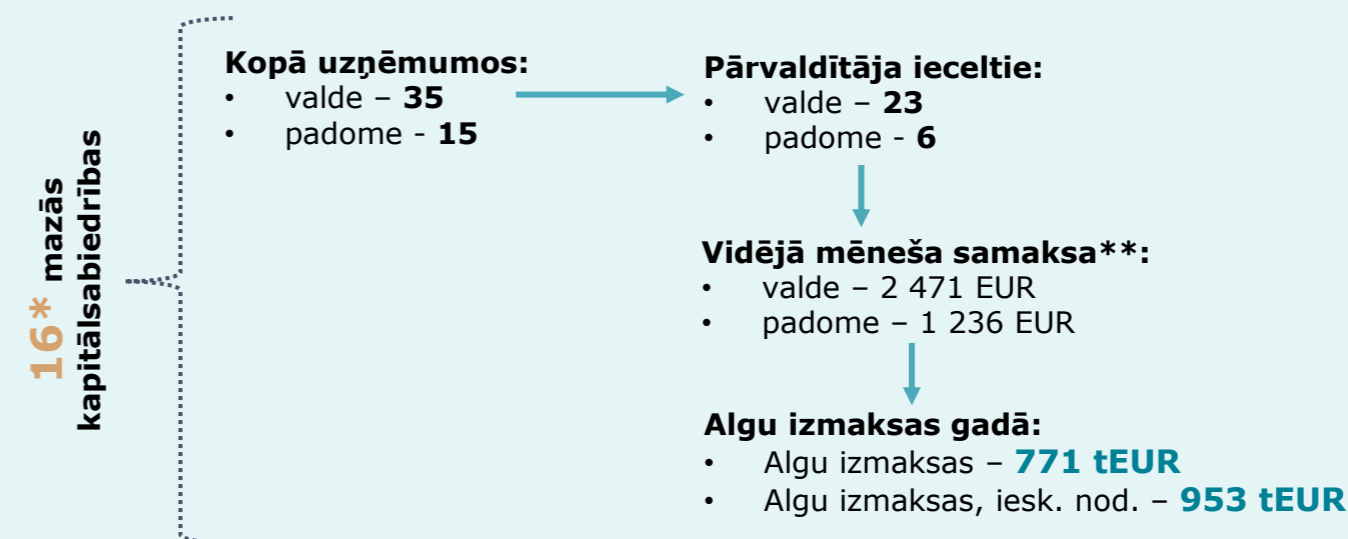 16* mazās
kapitālsabiedrības
Kopā uzņēmumos:
• valde – 35
• padome - 15
Pārvaldītāja ieceltie:
• valde – 23
• padome - 6
Vidējā mēneša samaksa**:
• valde – 2 471 EUR
• padome – 1 236 EUR
Algu izmaksas gadā:
• Algu izmaksas – 771 tEUR
• Algu izmaksas, iesk. nod. – 953 tEUR